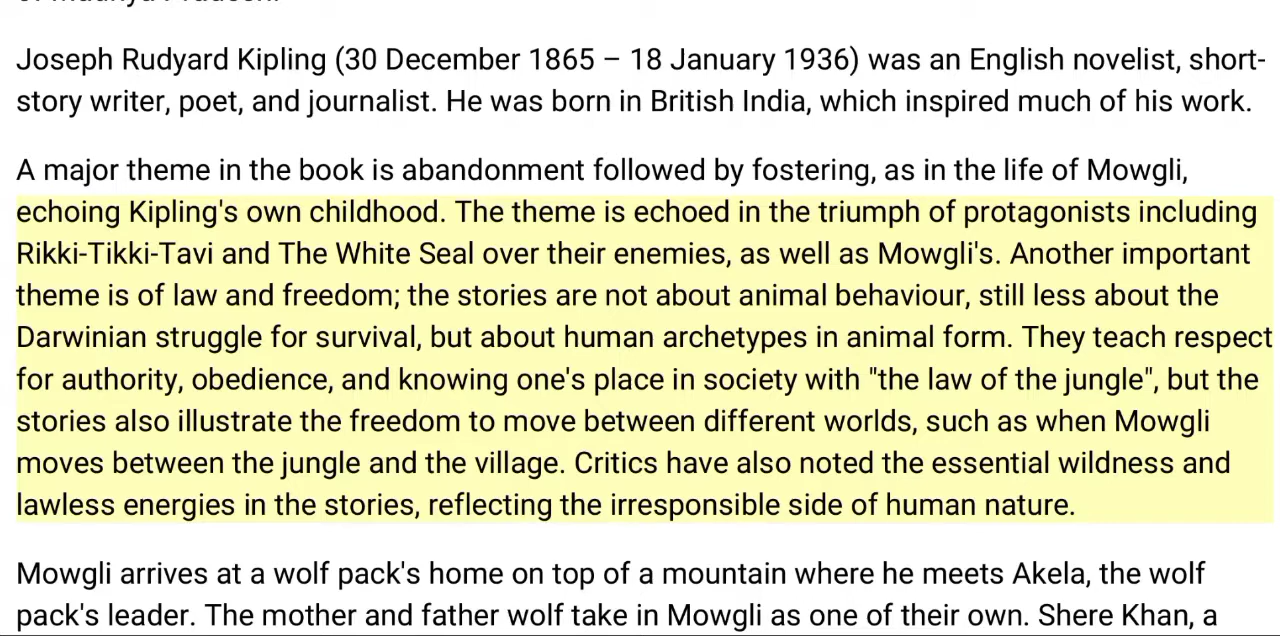 Joseph Rudyard Kipling (30 December 1865 – 18 January 1936) was an English novelist, short-
story writer, poet, and journalist. He was born in British India, which inspired much of his work.
A major theme in the book is abandonment followed by fostering, as in the life of Mowgli,
echoing Kipling's own childhood. The theme is echoed in the triumph of protagonists including
Rikki-Tikki-Tavi and The White Seal over their enemies, as well as Mowgli's. Another important
theme is of law and freedom; the stories are not about animal behaviour, still less about the
Darwinian struggle for survival, but about human archetypes in animal form. They teach respect
for authority, obedience, and knowing one's place in society with "the law of the jungle", but the
stories also illustrate the freedom to move between different worlds, such as when Mowgli
moves between the jungle and the village. Critics have also noted the essential wildness and
lawless energies in the stories, reflecting the irresponsible side of human nature.
Mowgli arrives at a wolf pack's home on top of a mountain where he meets Akela, the wolf
pack's leader. The mother and father wolf take in Mowgli as one of their own. Shere Khan, a